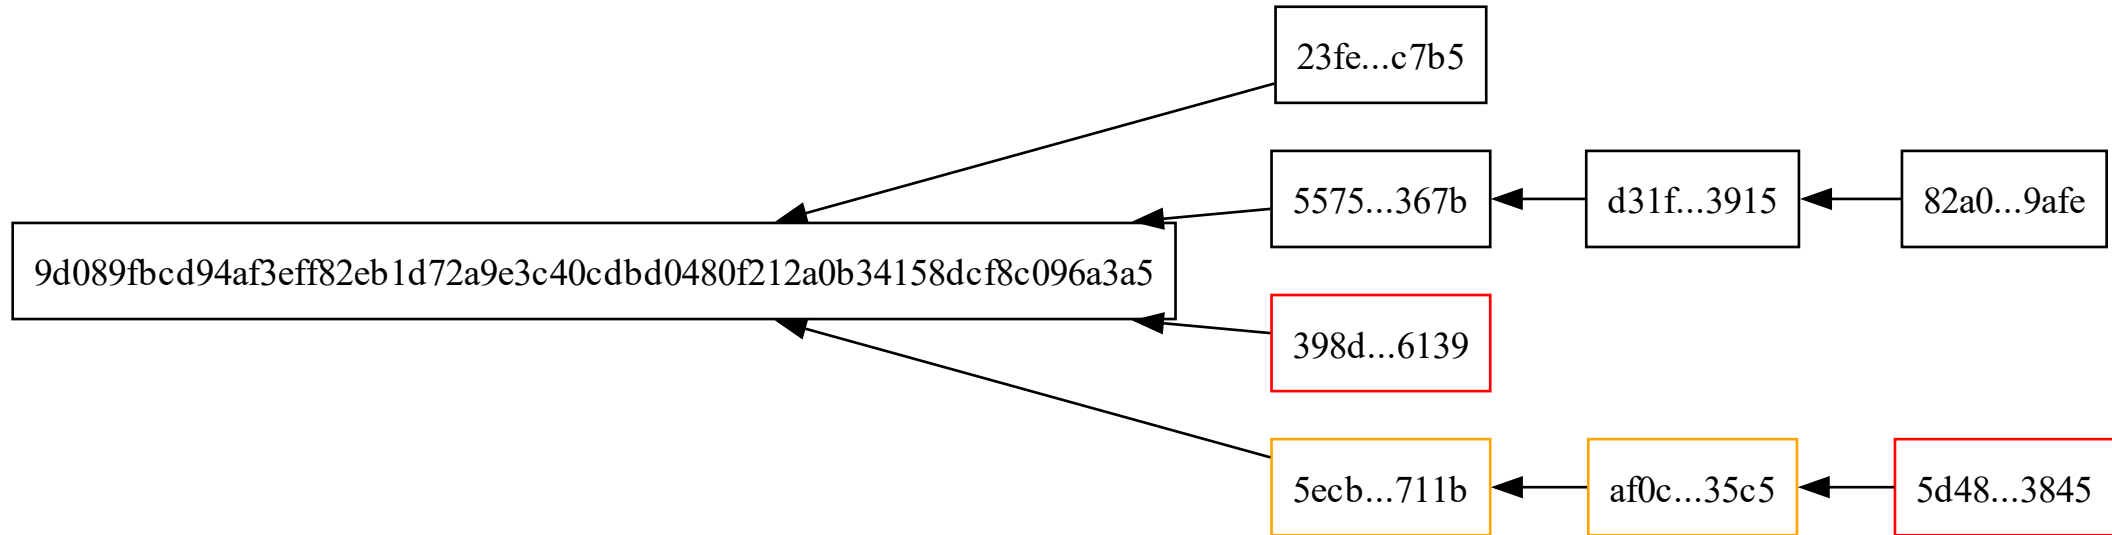 23fe...c7b5
5575...367b
d31f...3915
82a0...9afe
9d089fbcd94af3eff82eb1d72a9e3c40cdbd0480f212a0b34158dcf8c096a3a5
398d...6139
5ecb...711b
af0c...35c5
5d48...3845